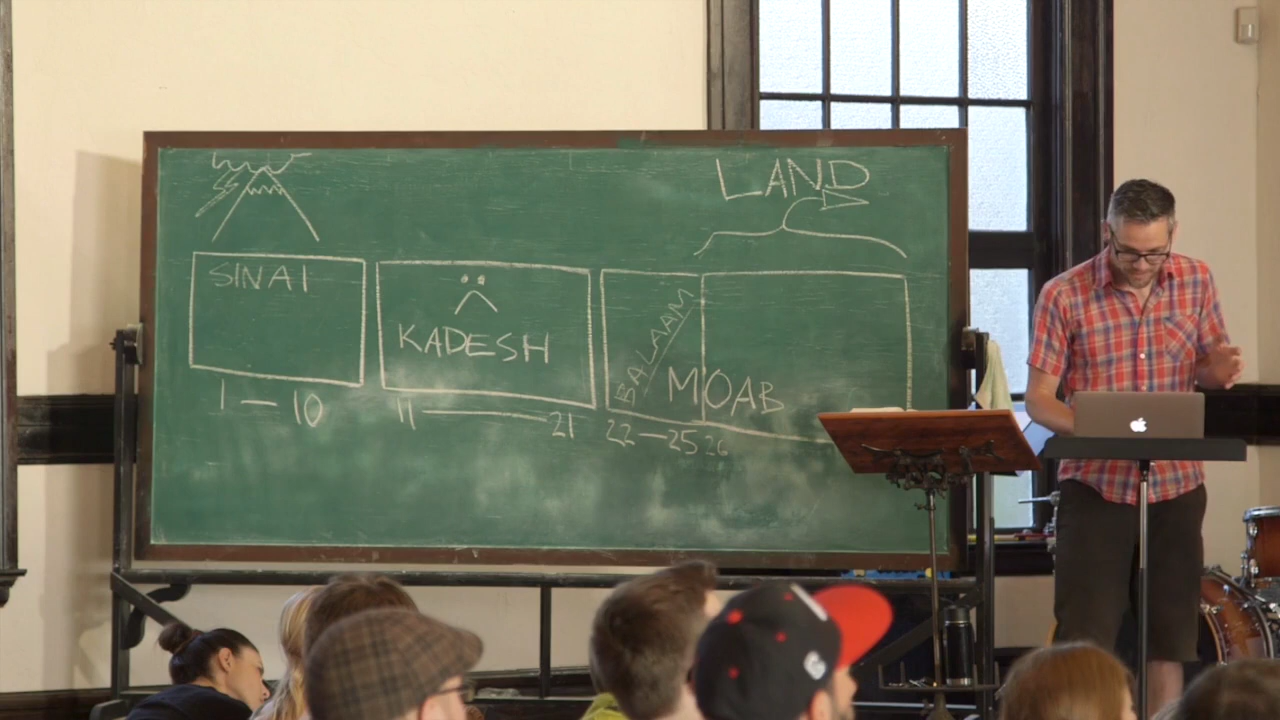 LAND
SINAI
KADESH
BALAAM
MOAB
1 — 10
11 — 21
22 — 25 26